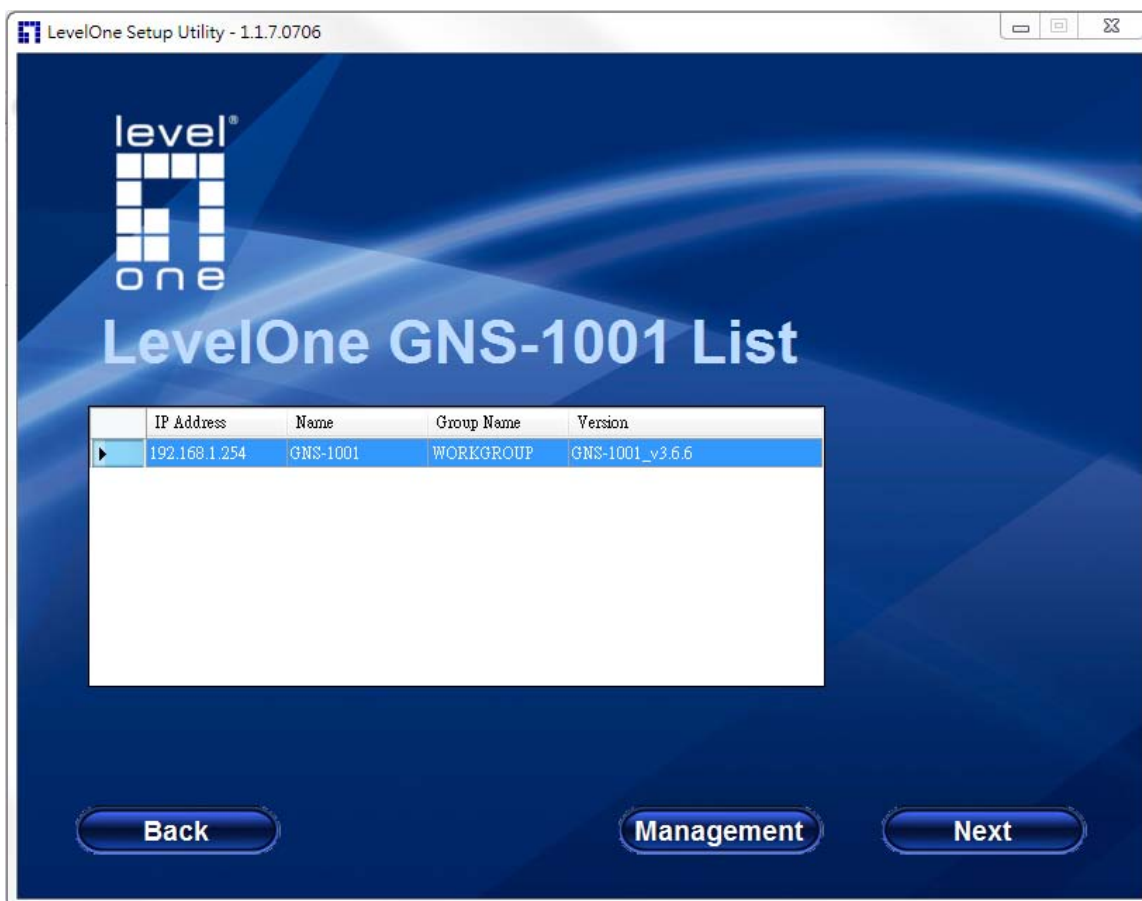 LevelOne Setup Utility - 1.1.7.0706
level®
one
LevelOne GNS-1001 List
IP Address Name Group Name Version
192.168.1.254 GNS-1001 WORKGROUP GNS-1001_v3.6.6
Back Management Next